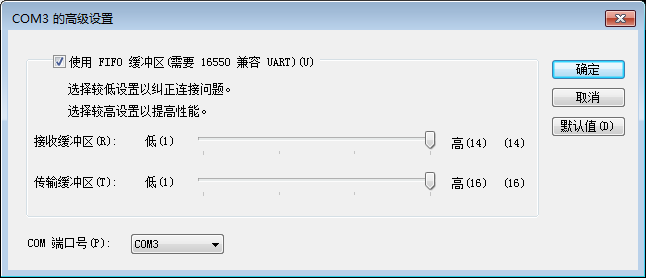 COM3 的高级设置
使用 FIFO 缓冲区(需要 16550 兼容 UART)(U)
选择较低设置以纠正连接问题。
选择较高设置以提高性能。
接收缓冲区(R): 低(1) 高(14) (14)
传输缓冲区(T): 低(1) 高(16) (16)
COM 端口号(P): COM3
确定
取消
默认值(D)